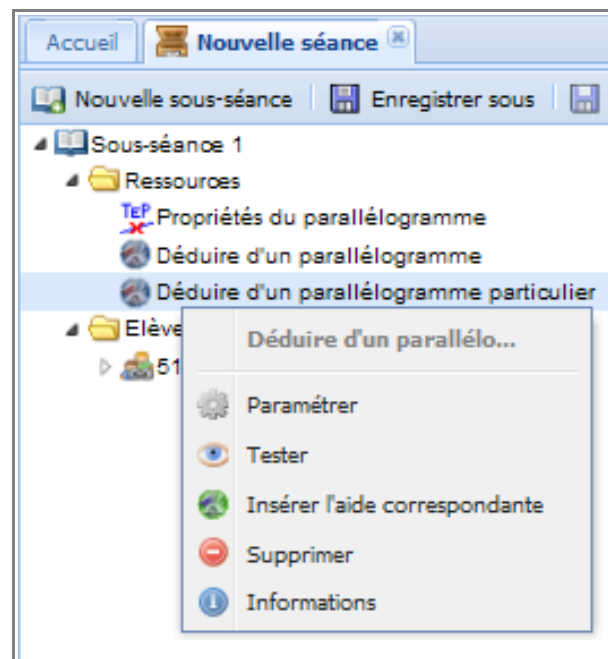 Accueil Nouvelle séance
Nouvelle sous-séance Enregistrer sous
Sous-séance 1
Ressources
TEP Propriétés du parallélogramme
Déduire d'un parallélogramme
Déduire d'un parallélogramme particulier
Elève
51
Déduire d'un parallélo...
Paramétrer
Tester
Insérer l'aide correspondante
Supprimer
Informations